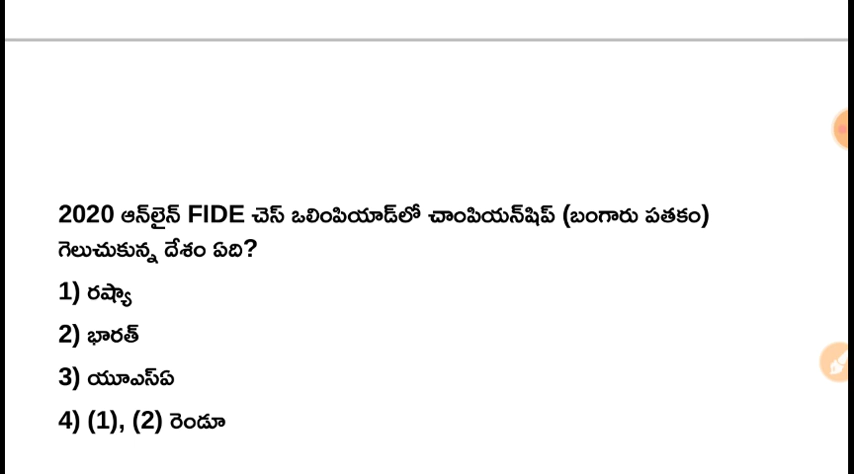 2020 ఆన్‌లైన్ FIDE చెస్ ఒలింపియాడ్‌లో చాంపియన్‌షిప్ (బంగారు పతకం)
గెలుచుకున్న దేశం ఏది?
1) రష్యా
2) భారత్
3) యూఎస్ఏ
4) (1), (2) రెండూ